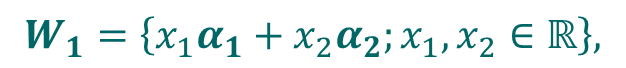 𝑾₁ = {𝑥₁𝜶₁ + 𝑥₂𝜶₂; 𝑥₁, 𝑥₂ ∈ ℝ},